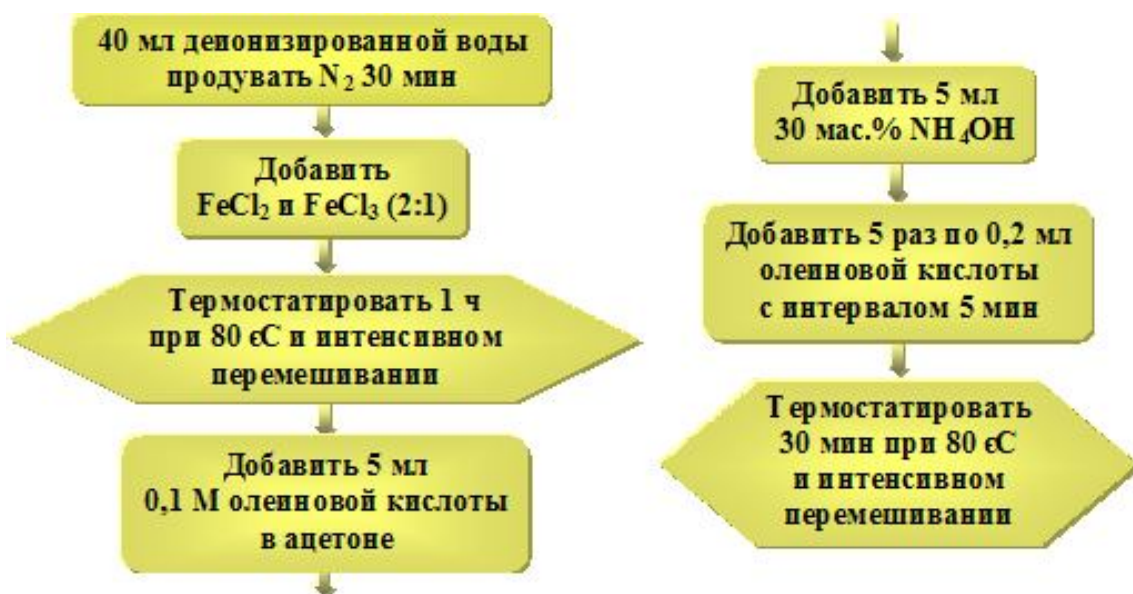 40 мл деионизированной воды
продувать N₂ 30 мин
Добавить
FeCl₂ и FeCl₃ (2:1)
Термостатировать 1 ч
при 80 єС и интенсивном
перемешивании
Добавить 5 мл
0,1 М олеиновой кислоты
в ацетоне
Добавить 5 мл
30 мас.% NH₄OH
Добавить 5 раз по 0,2 мл
олеиновой кислоты
с интервалом 5 мин
Термостатировать
30 мин при 80 єС
и интенсивном
перемешивании